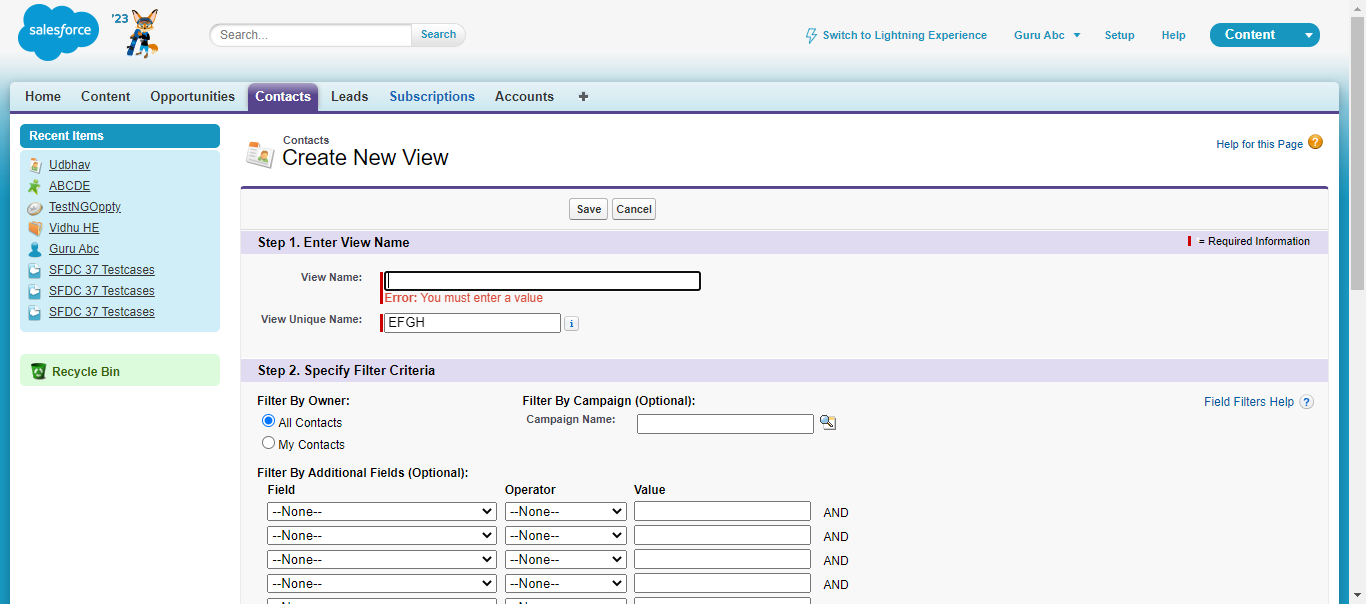 salesforce
'23
Search...
Search
Switch to Lightning Experience
Guru Abc
Setup
Help
Content
Home
Content
Opportunities
Contacts
Leads
Subscriptions
Accounts
+
Recent Items
Udbhav
ABCDE
TestNGOppty
Vidhu HE
Guru Abc
SFDC 37 Testcases
SFDC 37 Testcases
SFDC 37 Testcases
Recycle Bin
Contacts
Create New View
Help for this Page ?
Save
Cancel
Step 1. Enter View Name
= Required Information
View Name:
Error: You must enter a value
View Unique Name:
EFGH
i
Step 2. Specify Filter Criteria
Filter By Owner:
All Contacts
My Contacts
Filter By Campaign (Optional):
Campaign Name:
Field Filters Help ?
Filter By Additional Fields (Optional):
Field Operator Value
--None-- --None-- AND
--None-- --None-- AND
--None-- --None-- AND
--None-- --None-- AND